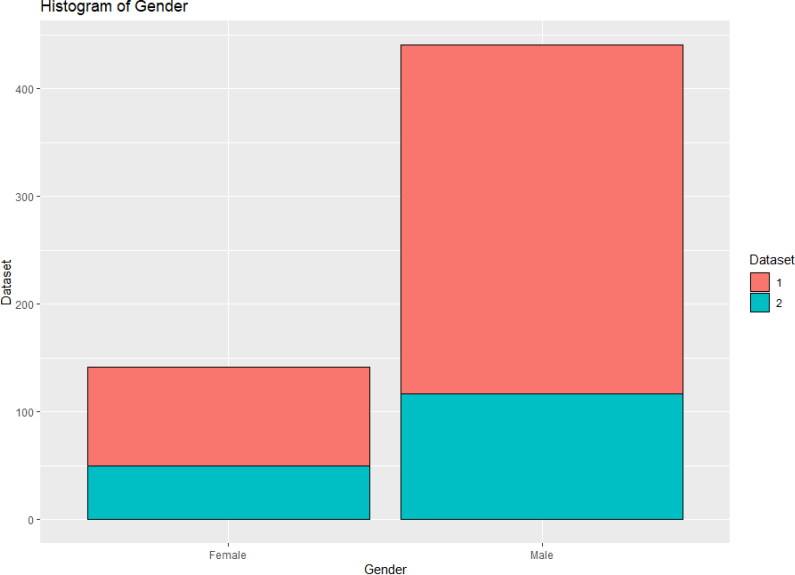 Histogram of Gender
400
300
200
100
0
Dataset
Female
Male
Gender
Dataset
1
2